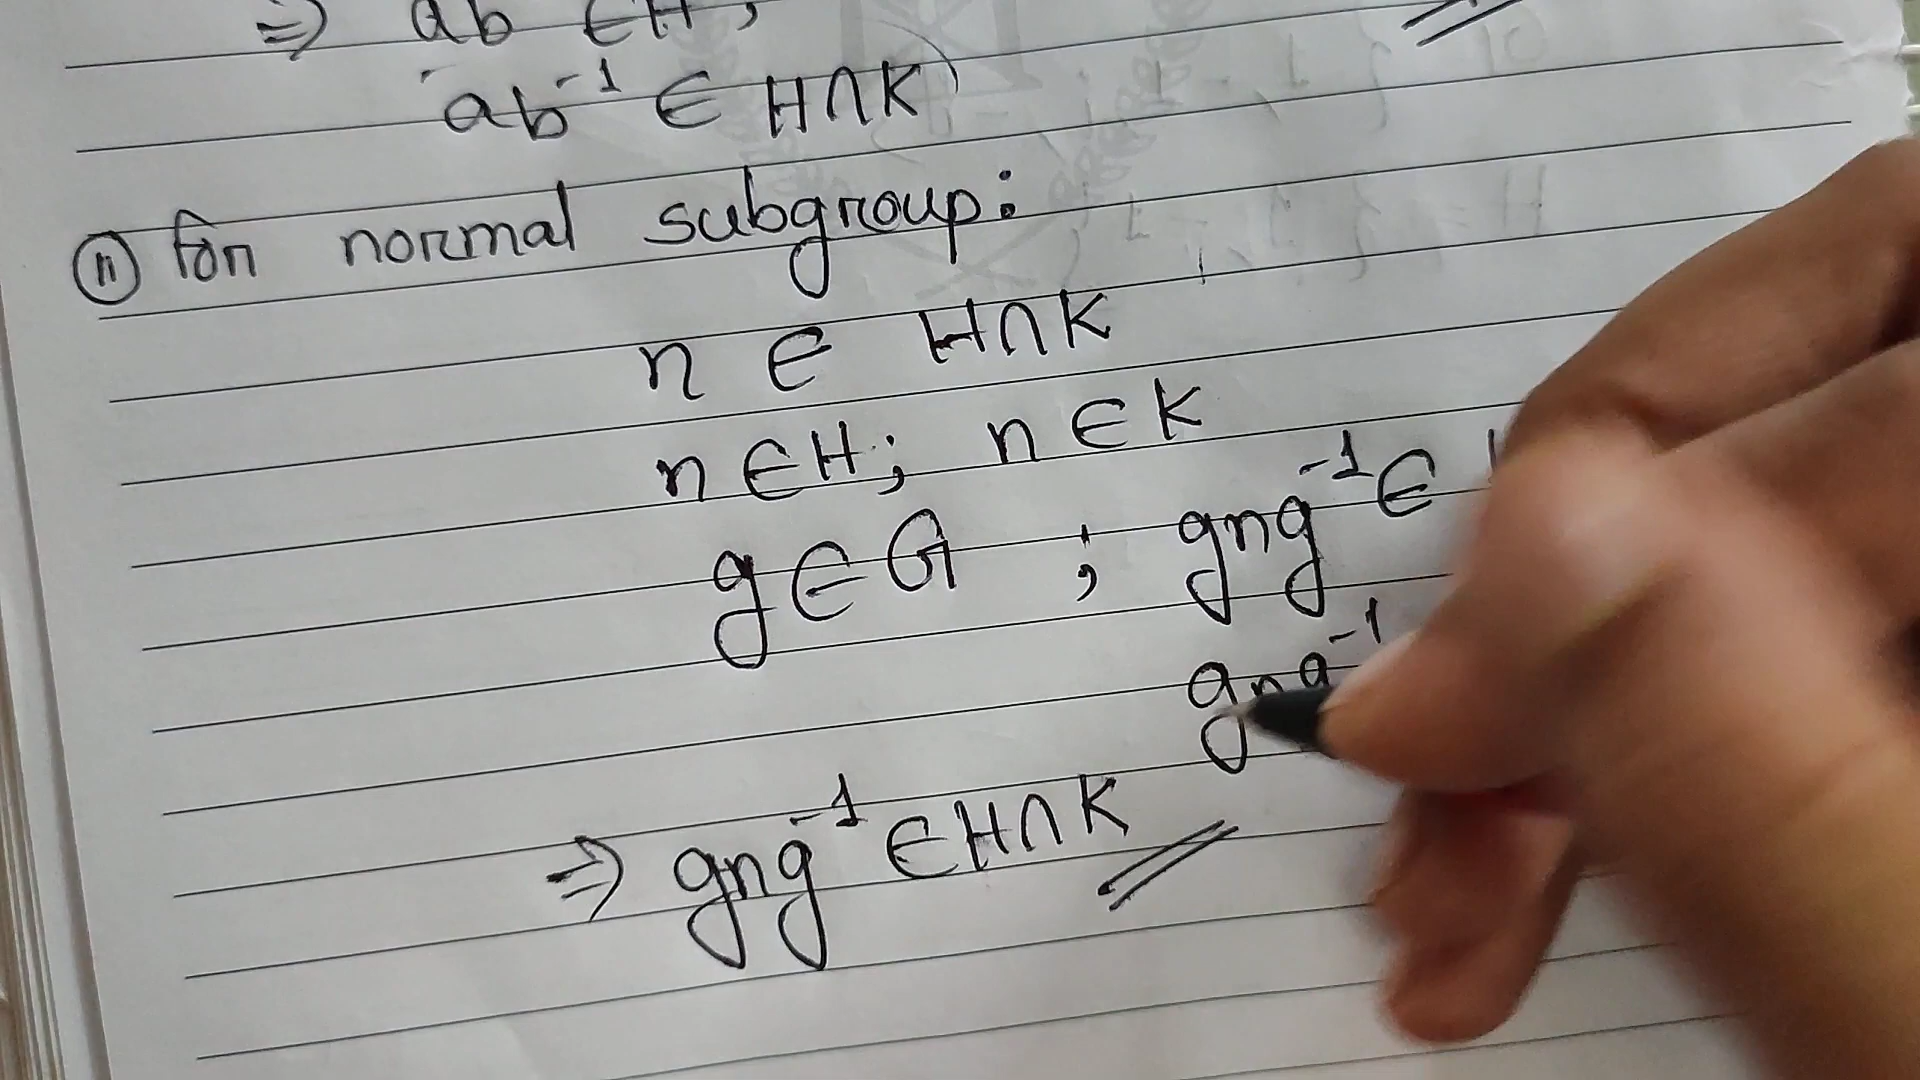 ⇒ ab ∈ H,
ab⁻¹ ∈ H∩K
(ii) for normal subgroup:
n ∈ H∩K
n ∈ H; n ∈ K
g ∈ G ; gng⁻¹ ∈
gng⁻¹
⇒ gng⁻¹ ∈ H∩K